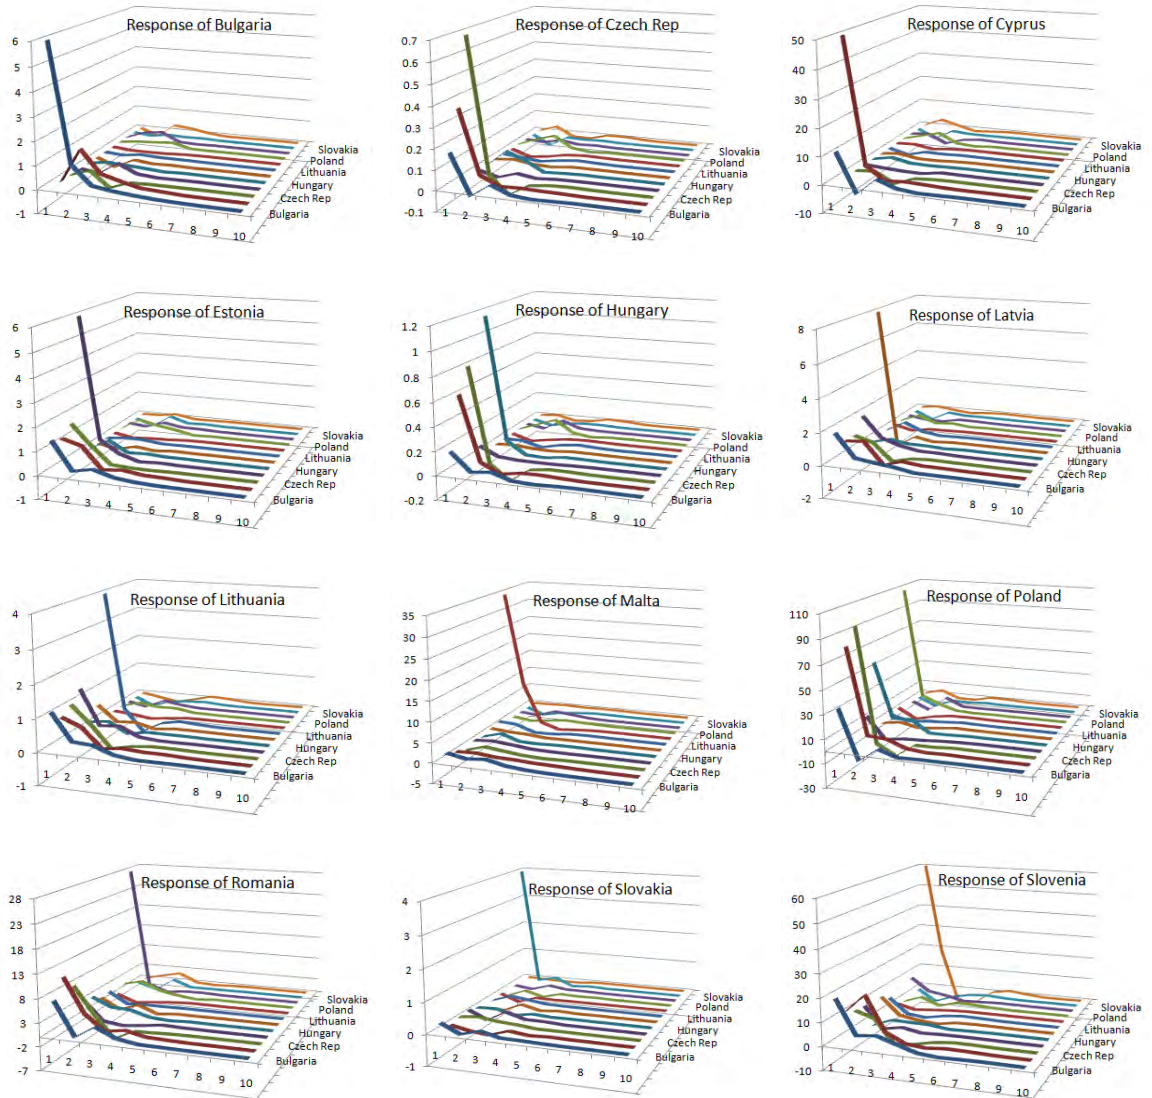 Response of Bulgaria
6
5
4
3
2
1
0
-1
1 2 3 4 5 6 7 8 9 10
Slovakia
Poland
Lithuania
Hungary
Czech Rep
Bulgaria
Response of Czech Rep
0.7
0.6
0.5
0.4
0.3
0.2
0.1
0
-0.1
1 2 3 4 5 6 7 8 9 10
Slovakia
Poland
Lithuania
Hungary
Czech Rep
Bulgaria
Response of Cyprus
50
40
30
20
10
0
-10
1 2 3 4 5 6 7 8 9 10
Slovakia
Poland
Lithuania
Hungary
Czech Rep
Bulgaria
Response of Estonia
6
5
4
3
2
1
0
-1
1 2 3 4 5 6 7 8 9 10
Slovakia
Poland
Lithuania
Hungary
Czech Rep
Bulgaria
Response of Hungary
1.2
1
0.8
0.6
0.4
0.2
0
-0.2
1 2 3 4 5 6 7 8 9 10
Slovakia
Poland
Lithuania
Hungary
Czech Rep
Bulgaria
Response of Latvia
8
6
4
2
0
-2
1 2 3 4 5 6 7 8 9 10
Slovakia
Poland
Lithuania
Hungary
Czech Rep
Bulgaria
Response of Lithuania
4
3
2
1
0
-1
1 2 3 4 5 6 7 8 9 10
Slovakia
Poland
Lithuania
Hungary
Czech Rep
Bulgaria
Response of Malta
35
30
25
20
15
10
5
0
-5
1 2 3 4 5 6 7 8 9 10
Slovakia
Poland
Lithuania
Hungary
Czech Rep
Bulgaria
Response of Poland
110
90
70
50
30
10
-10
-30
1 2 3 4 5 6 7 8 9 10
Slovakia
Poland
Lithuania
Hungary
Czech Rep
Bulgaria
Response of Romania
28
23
18
13
8
3
-2
-7
1 2 3 4 5 6 7 8 9 10
Slovakia
Poland
Lithuania
Hungary
Czech Rep
Bulgaria
Response of Slovakia
4
3
2
1
0
-1
1 2 3 4 5 6 7 8 9 10
Slovakia
Poland
Lithuania
Hungary
Czech Rep
Bulgaria
Response of Slovenia
60
50
40
30
20
10
0
-10
1 2 3 4 5 6 7 8 9 10
Slovakia
Poland
Lithuania
Hungary
Czech Rep
Bulgaria